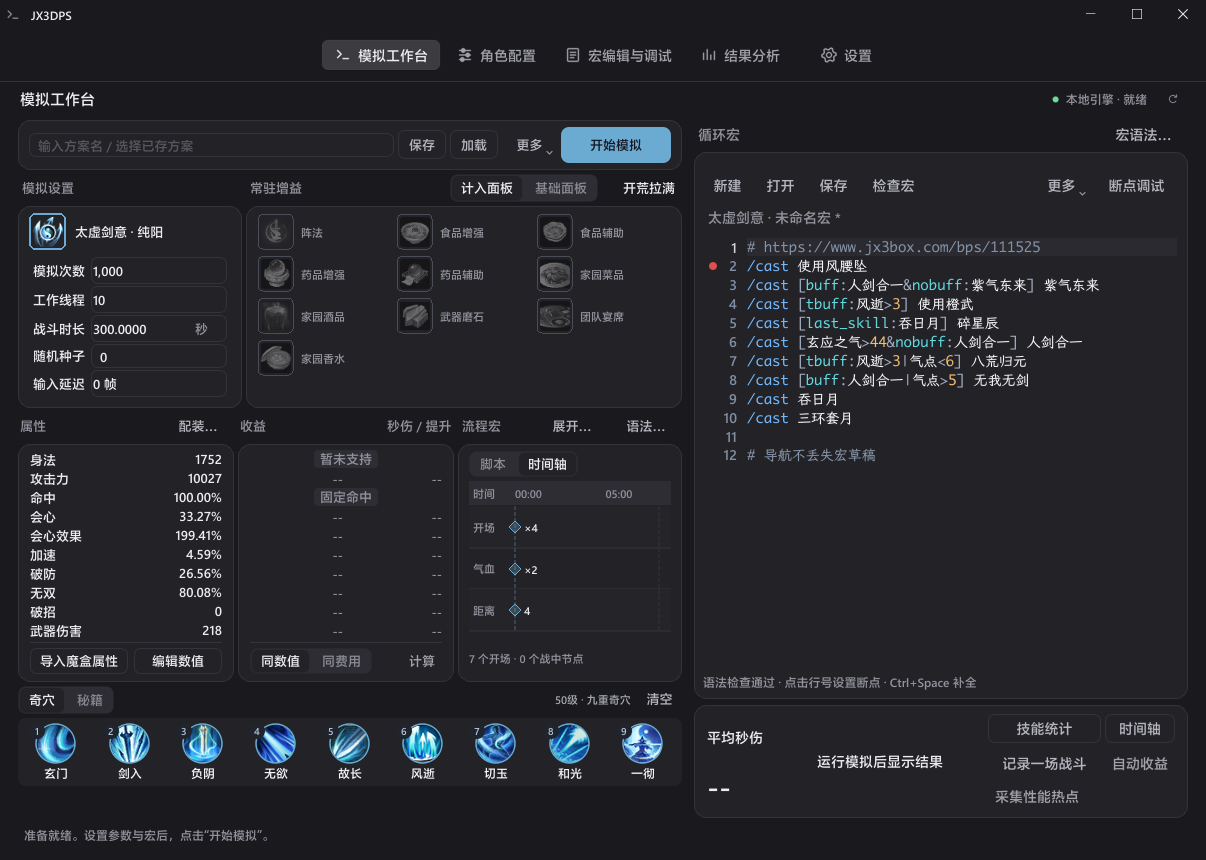 JX3DPS
模拟工作台
角色配置
宏编辑与调试
结果分析
设置
模拟工作台
本地引擎 · 就绪
输入方案名 / 选择已存方案
保存
加载
更多
开始模拟
模拟设置
太虚剑意 · 纯阳
模拟次数 1,000
工作线程 10
战斗时长 300.0000 秒
随机种子 0
输入延迟 0 帧
常驻增益
计入面板
基础面板
开荒拉满
阵法
食品增强
食品辅助
药品增强
药品辅助
家园菜品
家园酒品
武器磨石
团队宴席
家园香水
属性
配装...
身法 1752
攻击力 10027
命中 100.00%
会心 33.27%
会心效果 199.41%
加速 4.59%
破防 26.56%
无双 80.08%
破招 0
武器伤害 218
导入魔盒属性
编辑数值
收益
秒伤 / 提升
暂未支持
-- --
固定命中
-- --
-- --
-- --
-- --
-- --
-- --
-- --
同数值
同费用
计算
流程宏
展开...
语法...
脚本
时间轴
时间 00:00 05:00
开场 ×4
气血 ×2
距离 4
7 个开场 · 0 个战中节点
奇穴
秘籍
50级 · 九重奇穴
清空
1 玄门
2 剑入
3 负阴
4 无欲
5 故长
6 风逝
7 切玉
8 和光
9 一彻
准备就绪。设置参数与宏后，点击“开始模拟”。
循环宏
宏语法...
新建
打开
保存
检查宏
更多
断点调试
太虚剑意 · 未命名宏 *
1 # https://www.jx3box.com/bps/111525
2 /cast 使用风腰坠
3 /cast [buff:人剑合一&nobuff:紫气东来] 紫气东来
4 /cast [tbuff:风逝>3] 使用橙武
5 /cast [last_skill:吞日月] 碎星辰
6 /cast [玄应之气>44&nobuff:人剑合一] 人剑合一
7 /cast [tbuff:风逝>3|气点<6] 八荒归元
8 /cast [buff:人剑合一|气点>5] 无我无剑
9 /cast 吞日月
10 /cast 三环套月
11
12 # 导航不丢失宏草稿
语法检查通过 · 点击行号设置断点 · Ctrl+Space 补全
平均秒伤
--
运行模拟后显示结果
技能统计
时间轴
记录一场战斗
自动收益
采集性能热点